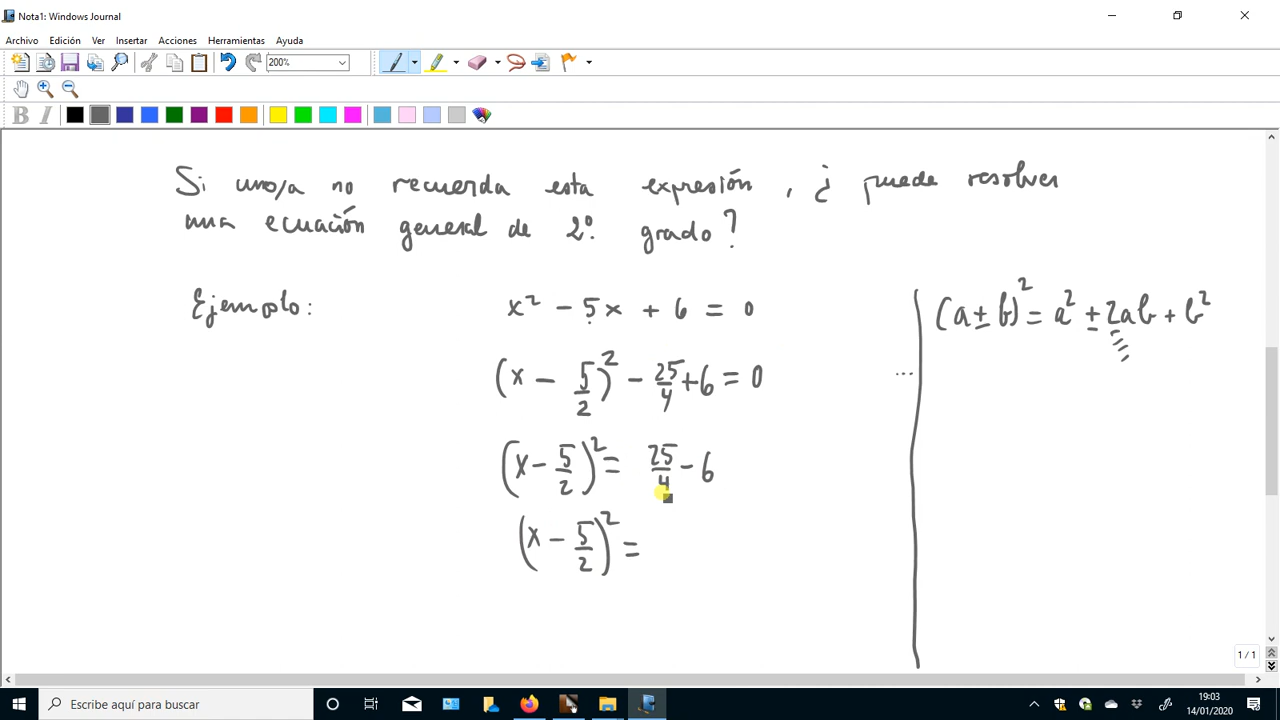 Nota1: Windows Journal
Archivo Edición Ver Insertar Acciones Herramientas Ayuda
200%
B I
Si uno/a no recuerda esta expresión, ¿puede resolver
una ecuación general de 2º. grado?
Ejemplo: x² - 5x + 6 = 0
(a ± b)² = a² ± 2ab + b²
(x - 5/2)² - 25/4 + 6 = 0
...
(x - 5/2)² = 25/4 - 6
(x - 5/2)² =
1 / 1
Escribe aquí para buscar
19:03
14/01/2020